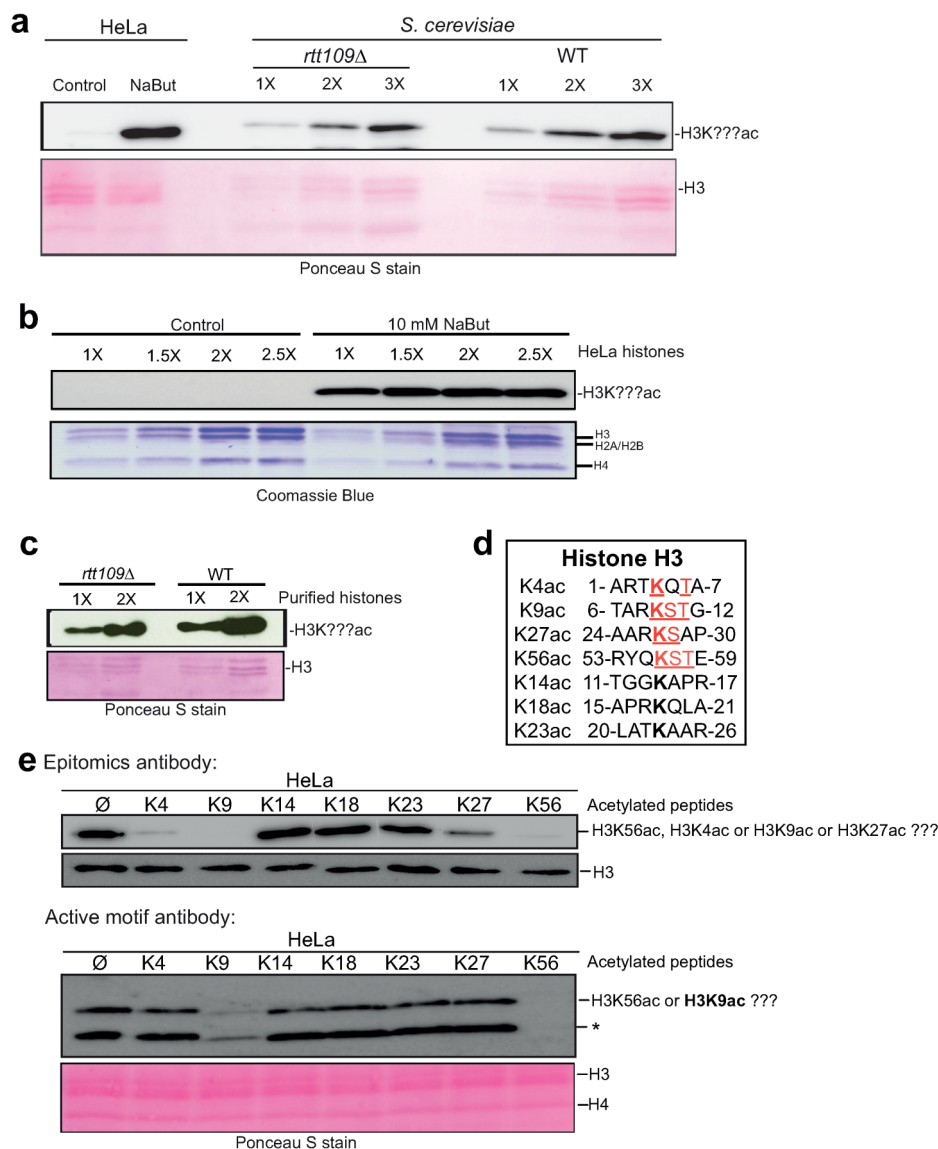 a
HeLa
S. cerevisiae
rtt109Δ
WT
Control NaBut 1X 2X 3X 1X 2X 3X
-H3K???ac
-H3
Ponceau S stain
b
Control 10 mM NaBut
1X 1.5X 2X 2.5X 1X 1.5X 2X 2.5X HeLa histones
-H3K???ac
H3
H2A/H2B
H4
Coomassie Blue
c
rtt109Δ WT
1X 2X 1X 2X Purified histones
-H3K???ac
-H3
Ponceau S stain
d
Histone H3
K4ac 1- ARTKQTA-7
K9ac 6- TARKSTG-12
K27ac 24-AARKSAP-30
K56ac 53-RYQKSTE-59
K14ac 11-TGGKAPR-17
K18ac 15-APRKQLA-21
K23ac 20-LATKAAR-26
e Epitomics antibody:
HeLa
Ø K4 K9 K14 K18 K23 K27 K56 Acetylated peptides
H3K56ac, H3K4ac or H3K9ac or H3K27ac ???
H3
Active motif antibody:
HeLa
Ø K4 K9 K14 K18 K23 K27 K56 Acetylated peptides
H3K56ac or H3K9ac ???
*
H3
H4
Ponceau S stain